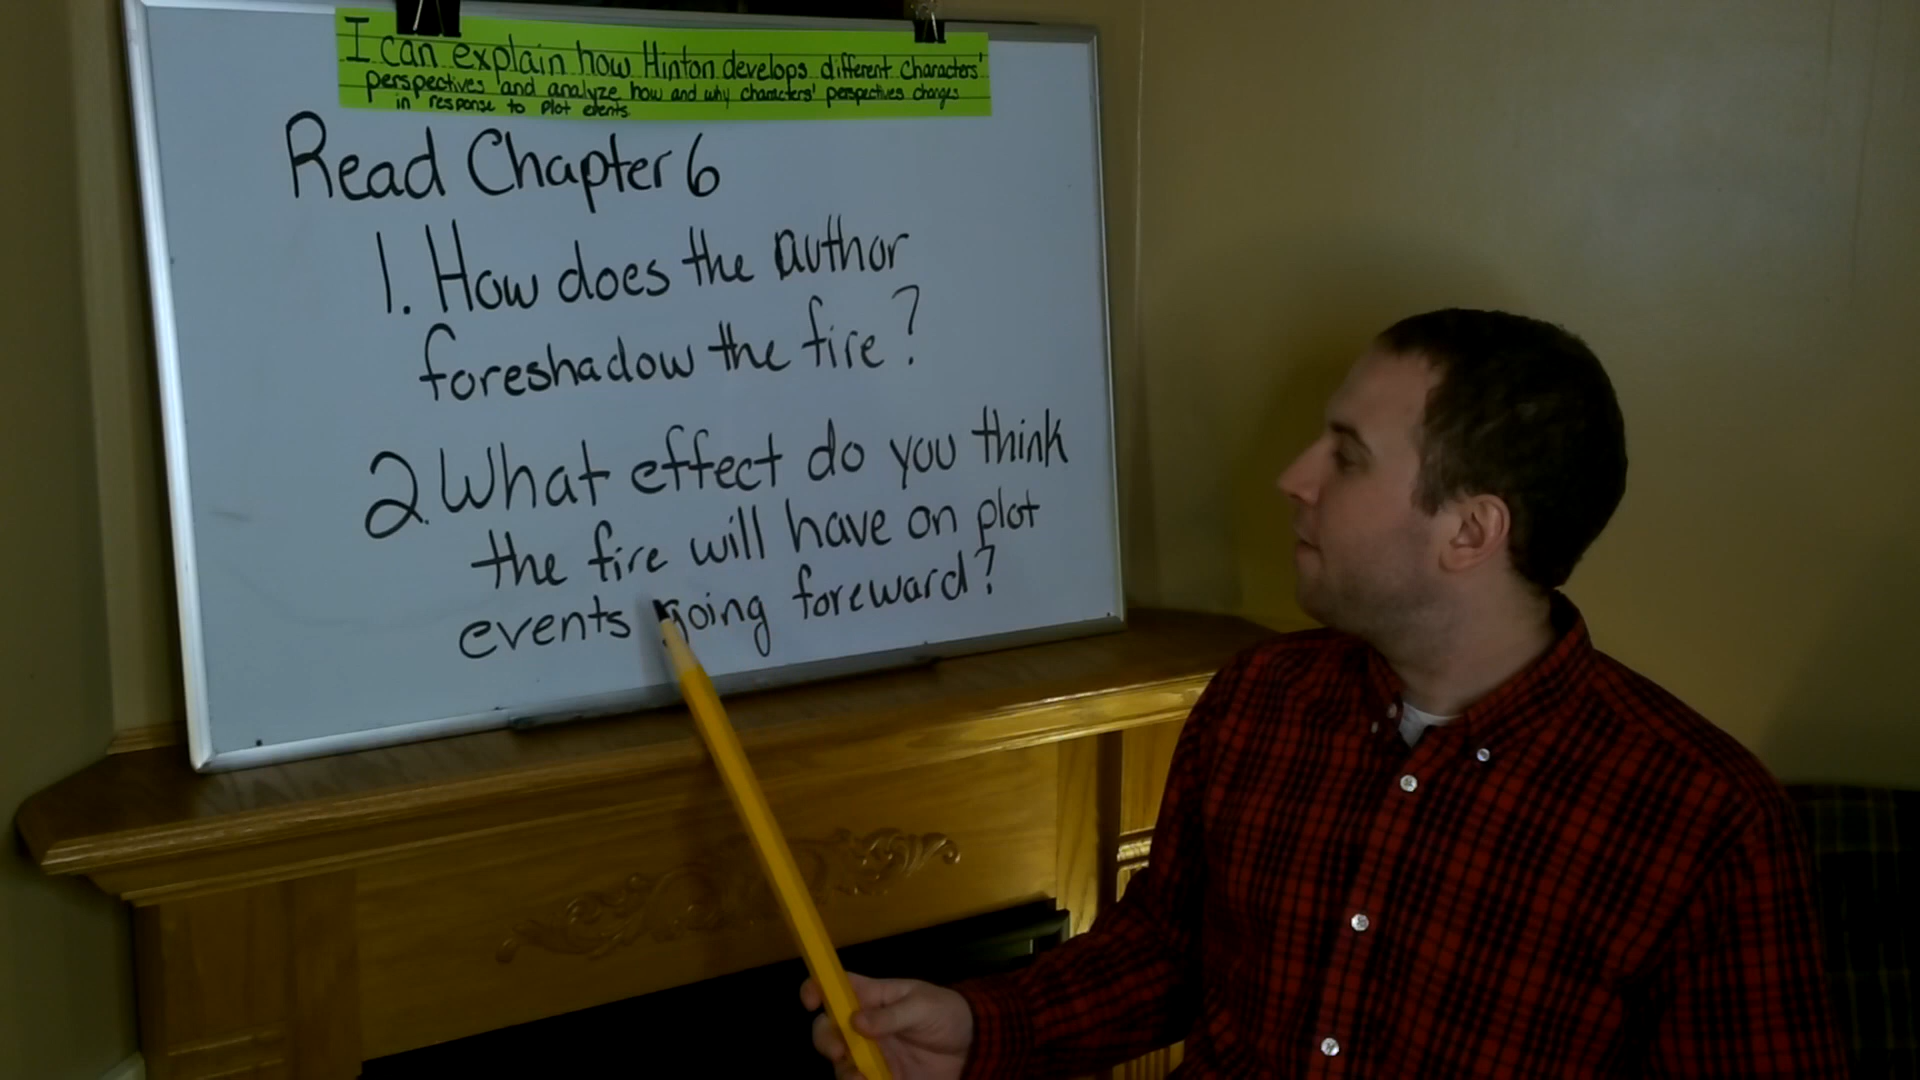 I can explain how Hinton develops different characters'
perspectives and analyze how and why characters' perspectives changes
in response to plot events.
Read Chapter 6
1. How does the author
foreshadow the fire?
2. What effect do you think
the fire will have on plot
events going foreward?